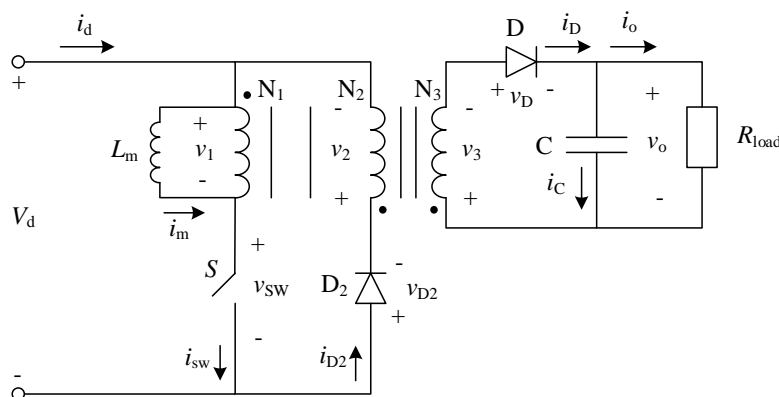 i_d D i_D i_o
+ N_1 - N_2 N_3 + v_D - +
L_m + v_1 - v_2 v_3 C v_o R_load
- + + i_C -
V_d i_m
S + v_SW D_2 - v_D2
- +
- i_sw i_D2